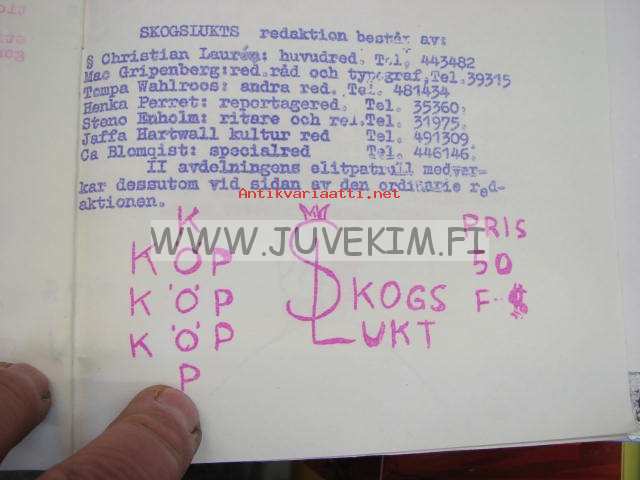 SKOGSLUKTS redaktion består av:
§ Christian Laurén: huvudred. Tel. 443482
Mac Gripenberg:red.råd och typograf.Tel.39315
Tompa Wahlroos: andra red. Tel. 481434
Henka Perret: reportagered. Tel. 35360.
Steno Enholm: ritare och red.Tel. 31975.
Jaffa Hartwall kultur red Tel. 491309.
Ca Blomqist: specialred Tel. 446146.
II avdelningens elitpatrull medver-
kar dessutom vid sidan av den ordinarie red-
aktionen.
Antikvariaatti.net
WWW.JUVEKIM.FI
K
KÖP
KÖP
KÖP
P
SKOGS
LUKT
PRIS
50